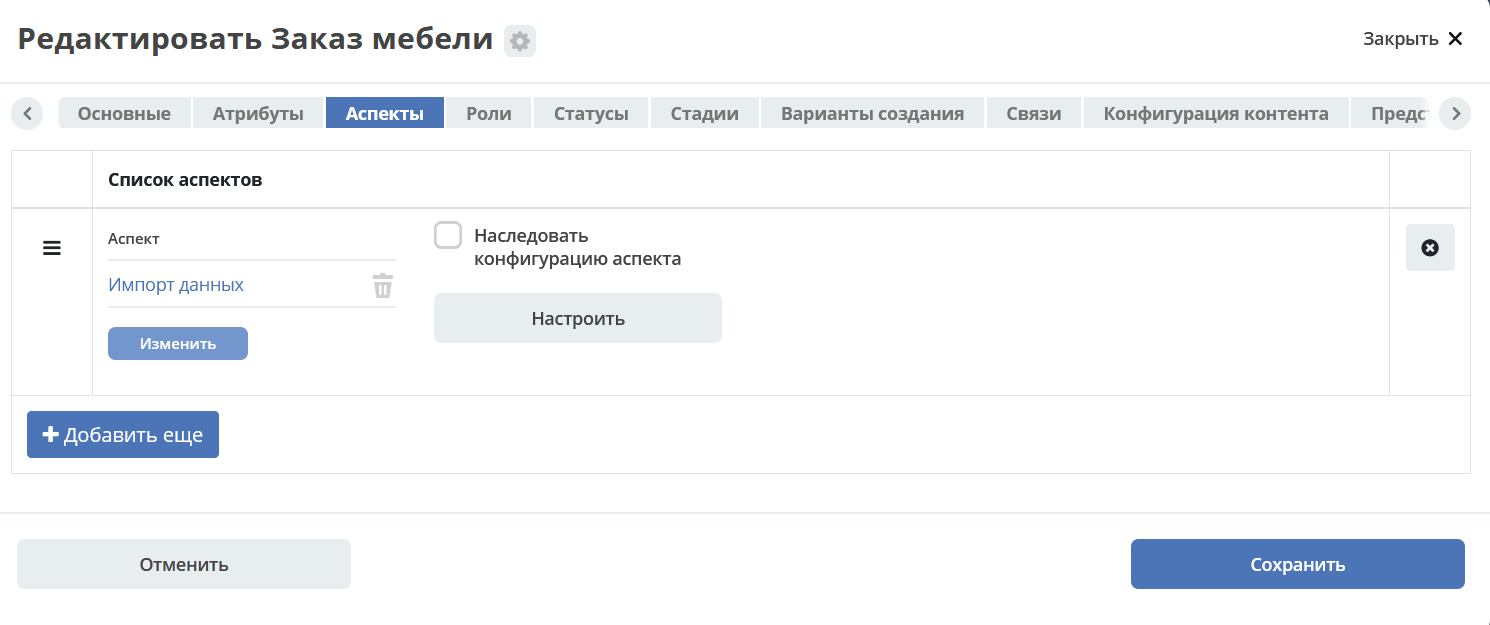 Редактировать Заказ мебели
Закрыть
Основные Атрибуты Аспекты Роли Статусы Стадии Варианты создания Связи Конфигурация контента Предс
Список аспектов
Аспект
Импорт данных
Изменить
Наследовать
конфигурацию аспекта
Настроить
Добавить еще
Отменить
Сохранить